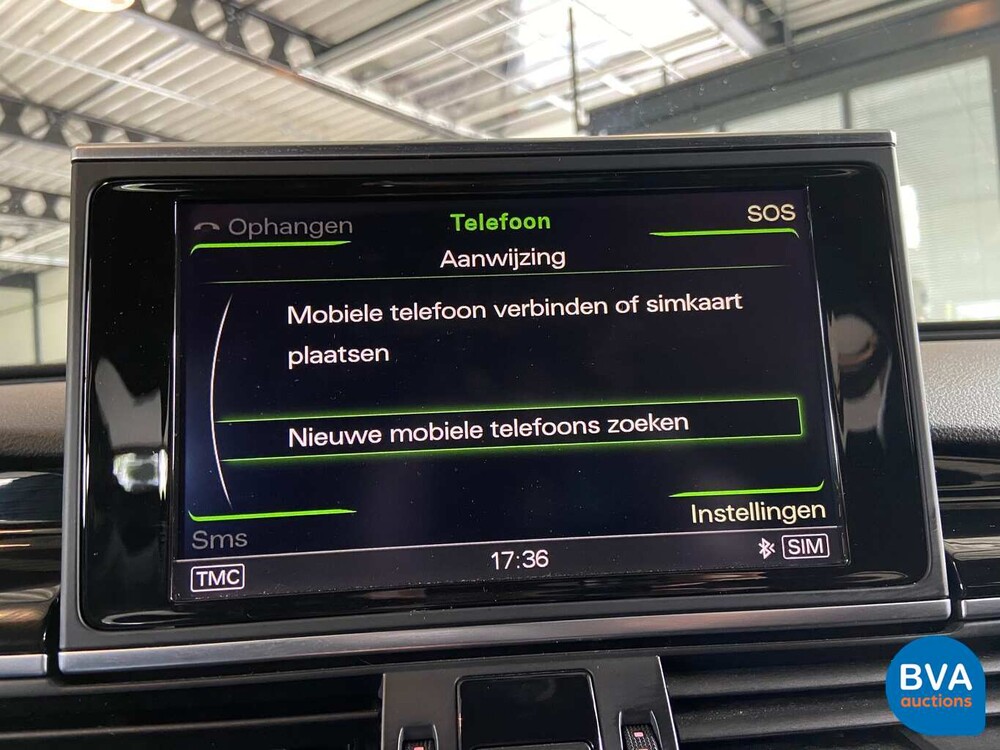 Ophangen
Telefoon
SOS
Aanwijzing
Mobiele telefoon verbinden of simkaart
plaatsen
Nieuwe mobiele telefoons zoeken
Instellingen
Sms
TMC
17:36
SIM
BVA
auctions